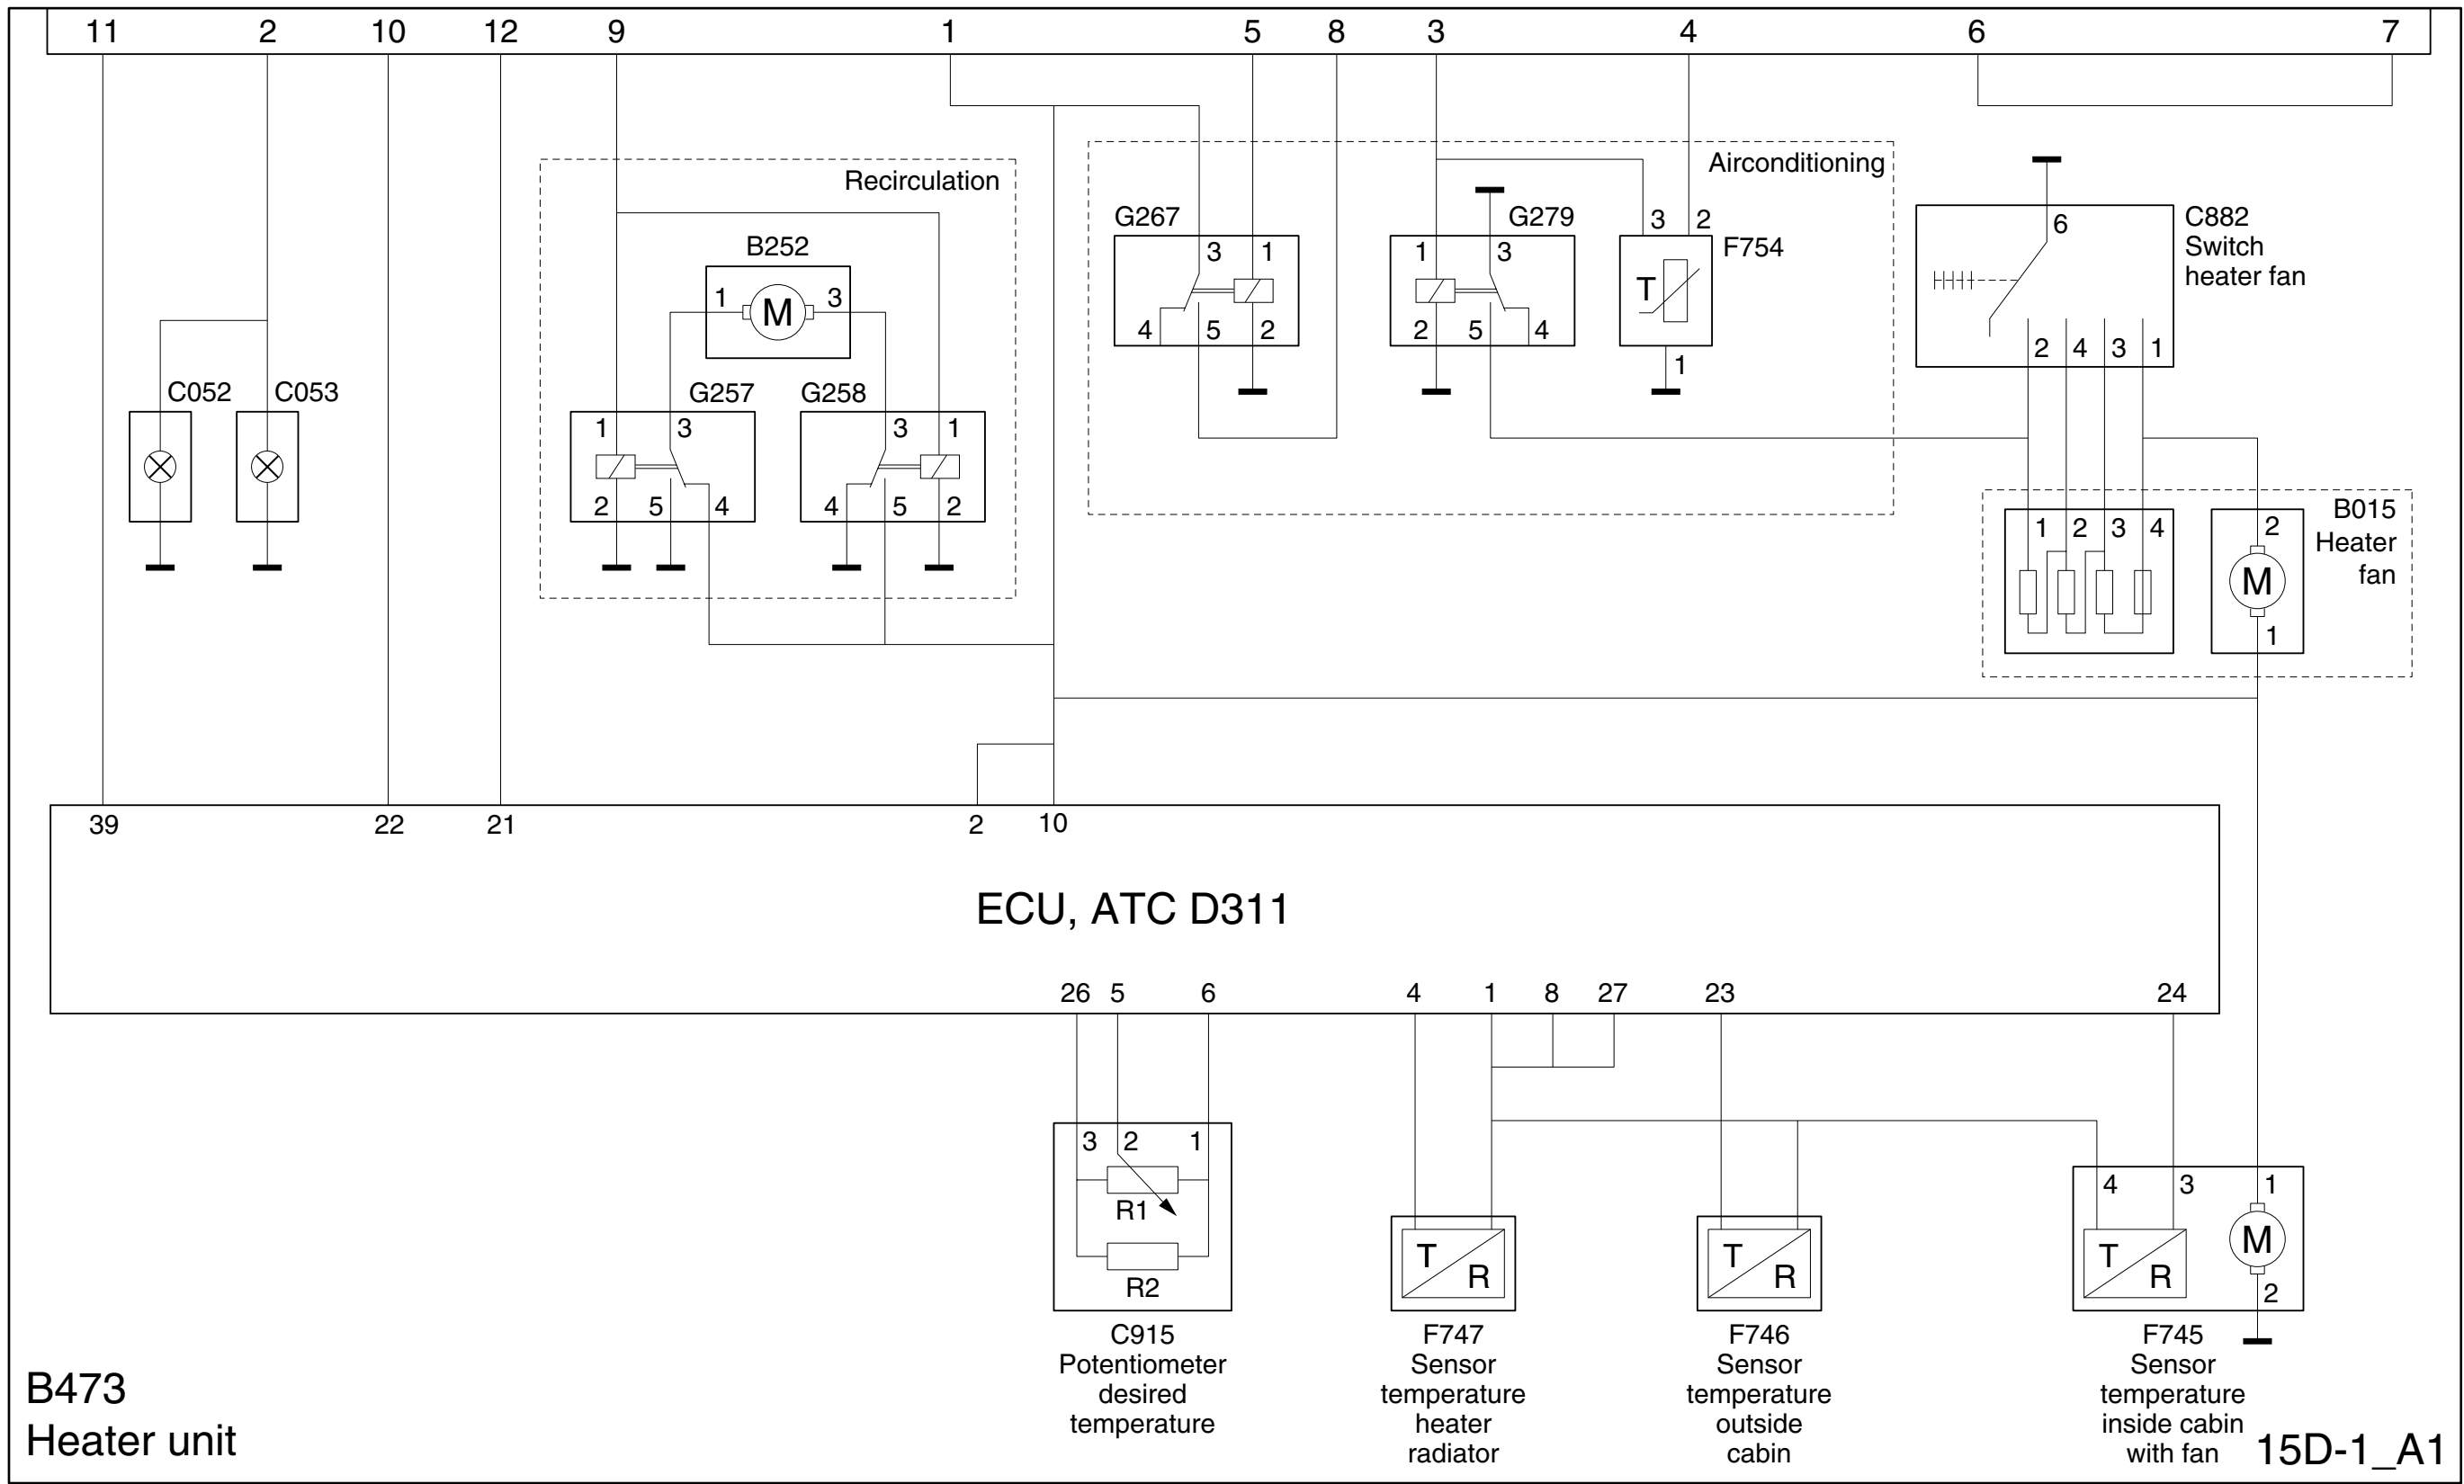 11 2 10 12 9 1 5 8 3 4 6 7
Recirculation
Airconditioning
G267
3 1
4 5 2
G279
1 3
2 5 4
3 2
F754
T
1
6
C882
Switch
heater fan
2 4 3 1
B252
1 M 3
C052
C053
G257
1 3
2 5 4
G258
3 1
4 5 2
B015
Heater
fan
1 2 3 4
2
M
1
39 22 21 2 10
ECU, ATC D311
26 5 6 4 1 8 27 23 24
3 2 1
R1
R2
C915
Potentiometer
desired
temperature
T
R
F747
Sensor
temperature
heater
radiator
T
R
F746
Sensor
temperature
outside
cabin
4 3 1
T
R
M
2
F745
Sensor
temperature
inside cabin
with fan
B473
Heater unit
15D-1_A1